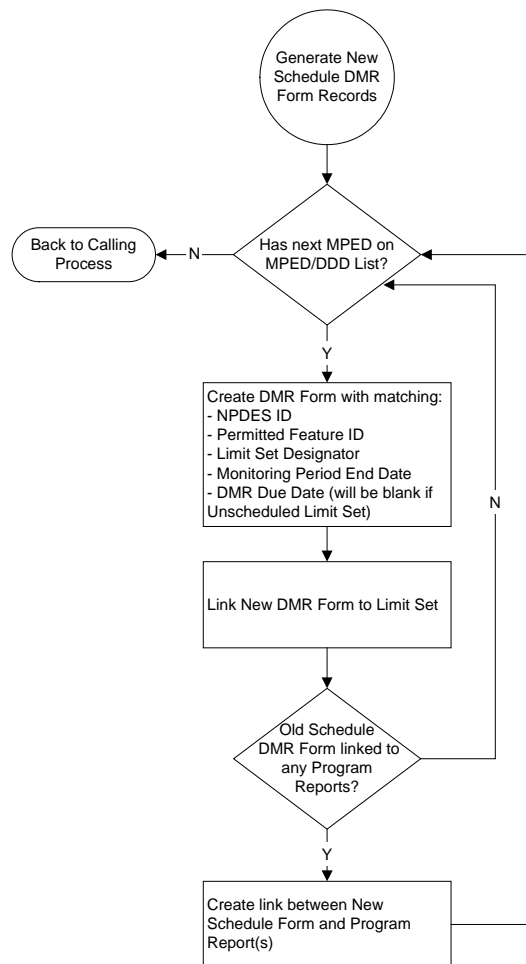 Generate New
Schedule DMR
Form Records
Has next MPED on
MPED/DDD List?
N
Back to Calling
Process
Y
Create DMR Form with matching:
- NPDES ID
- Permitted Feature ID
- Limit Set Designator
- Monitoring Period End Date
- DMR Due Date (will be blank if
Unscheduled Limit Set)
N
Link New DMR Form to Limit Set
Old Schedule
DMR Form linked to
any Program
Reports?
Y
Create link between New
Schedule Form and Program
Report(s)